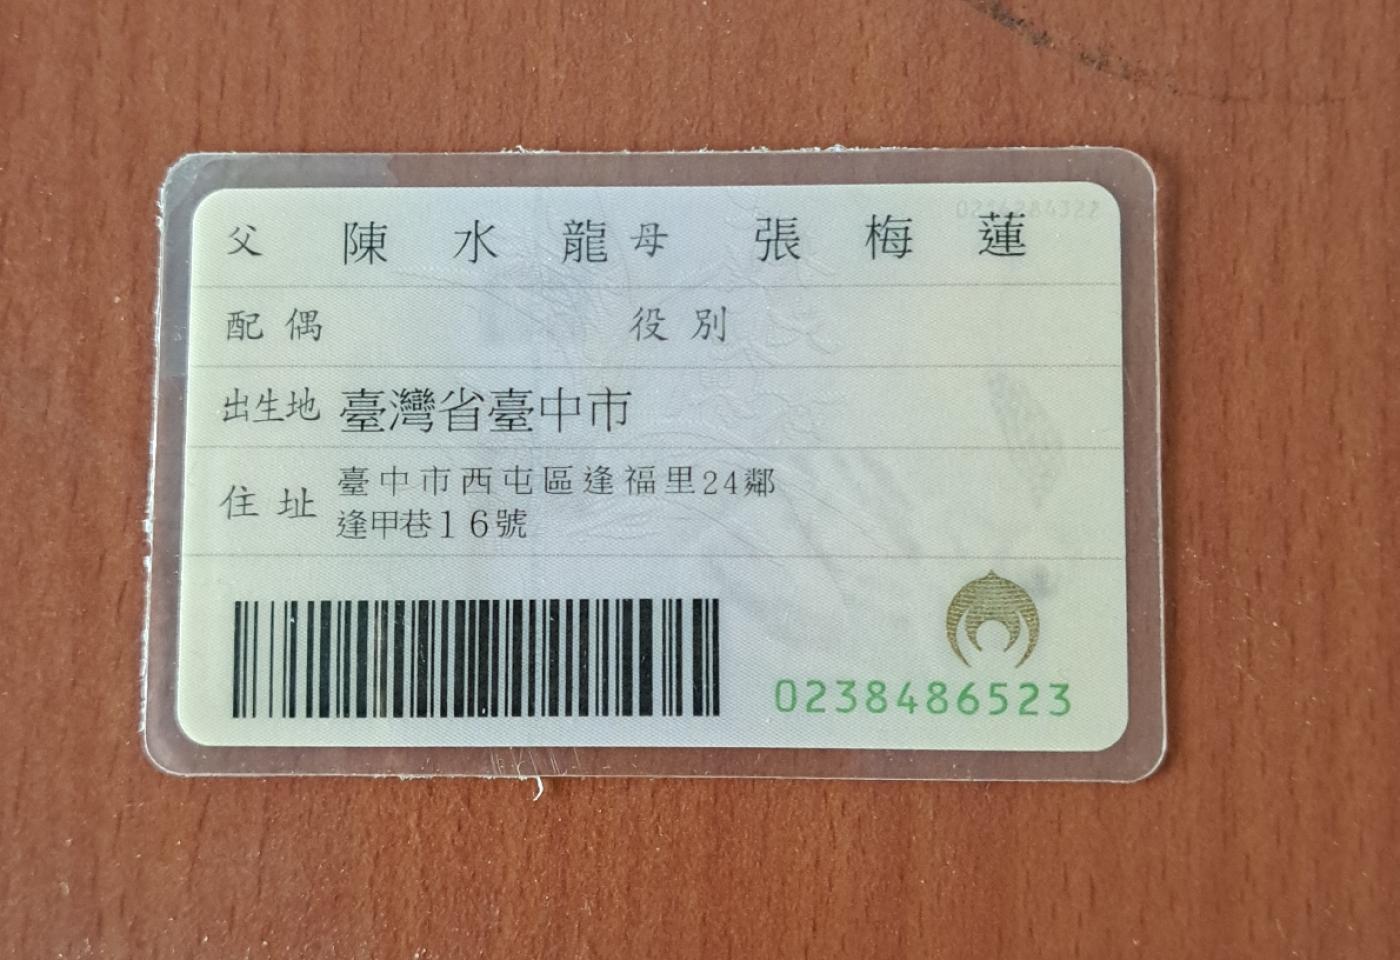 父 陳水龍 母 張梅蓮
配偶 役別
出生地 臺灣省臺中市
住址 臺中市西屯區逢福里24鄰
逢甲巷16號
0238486523